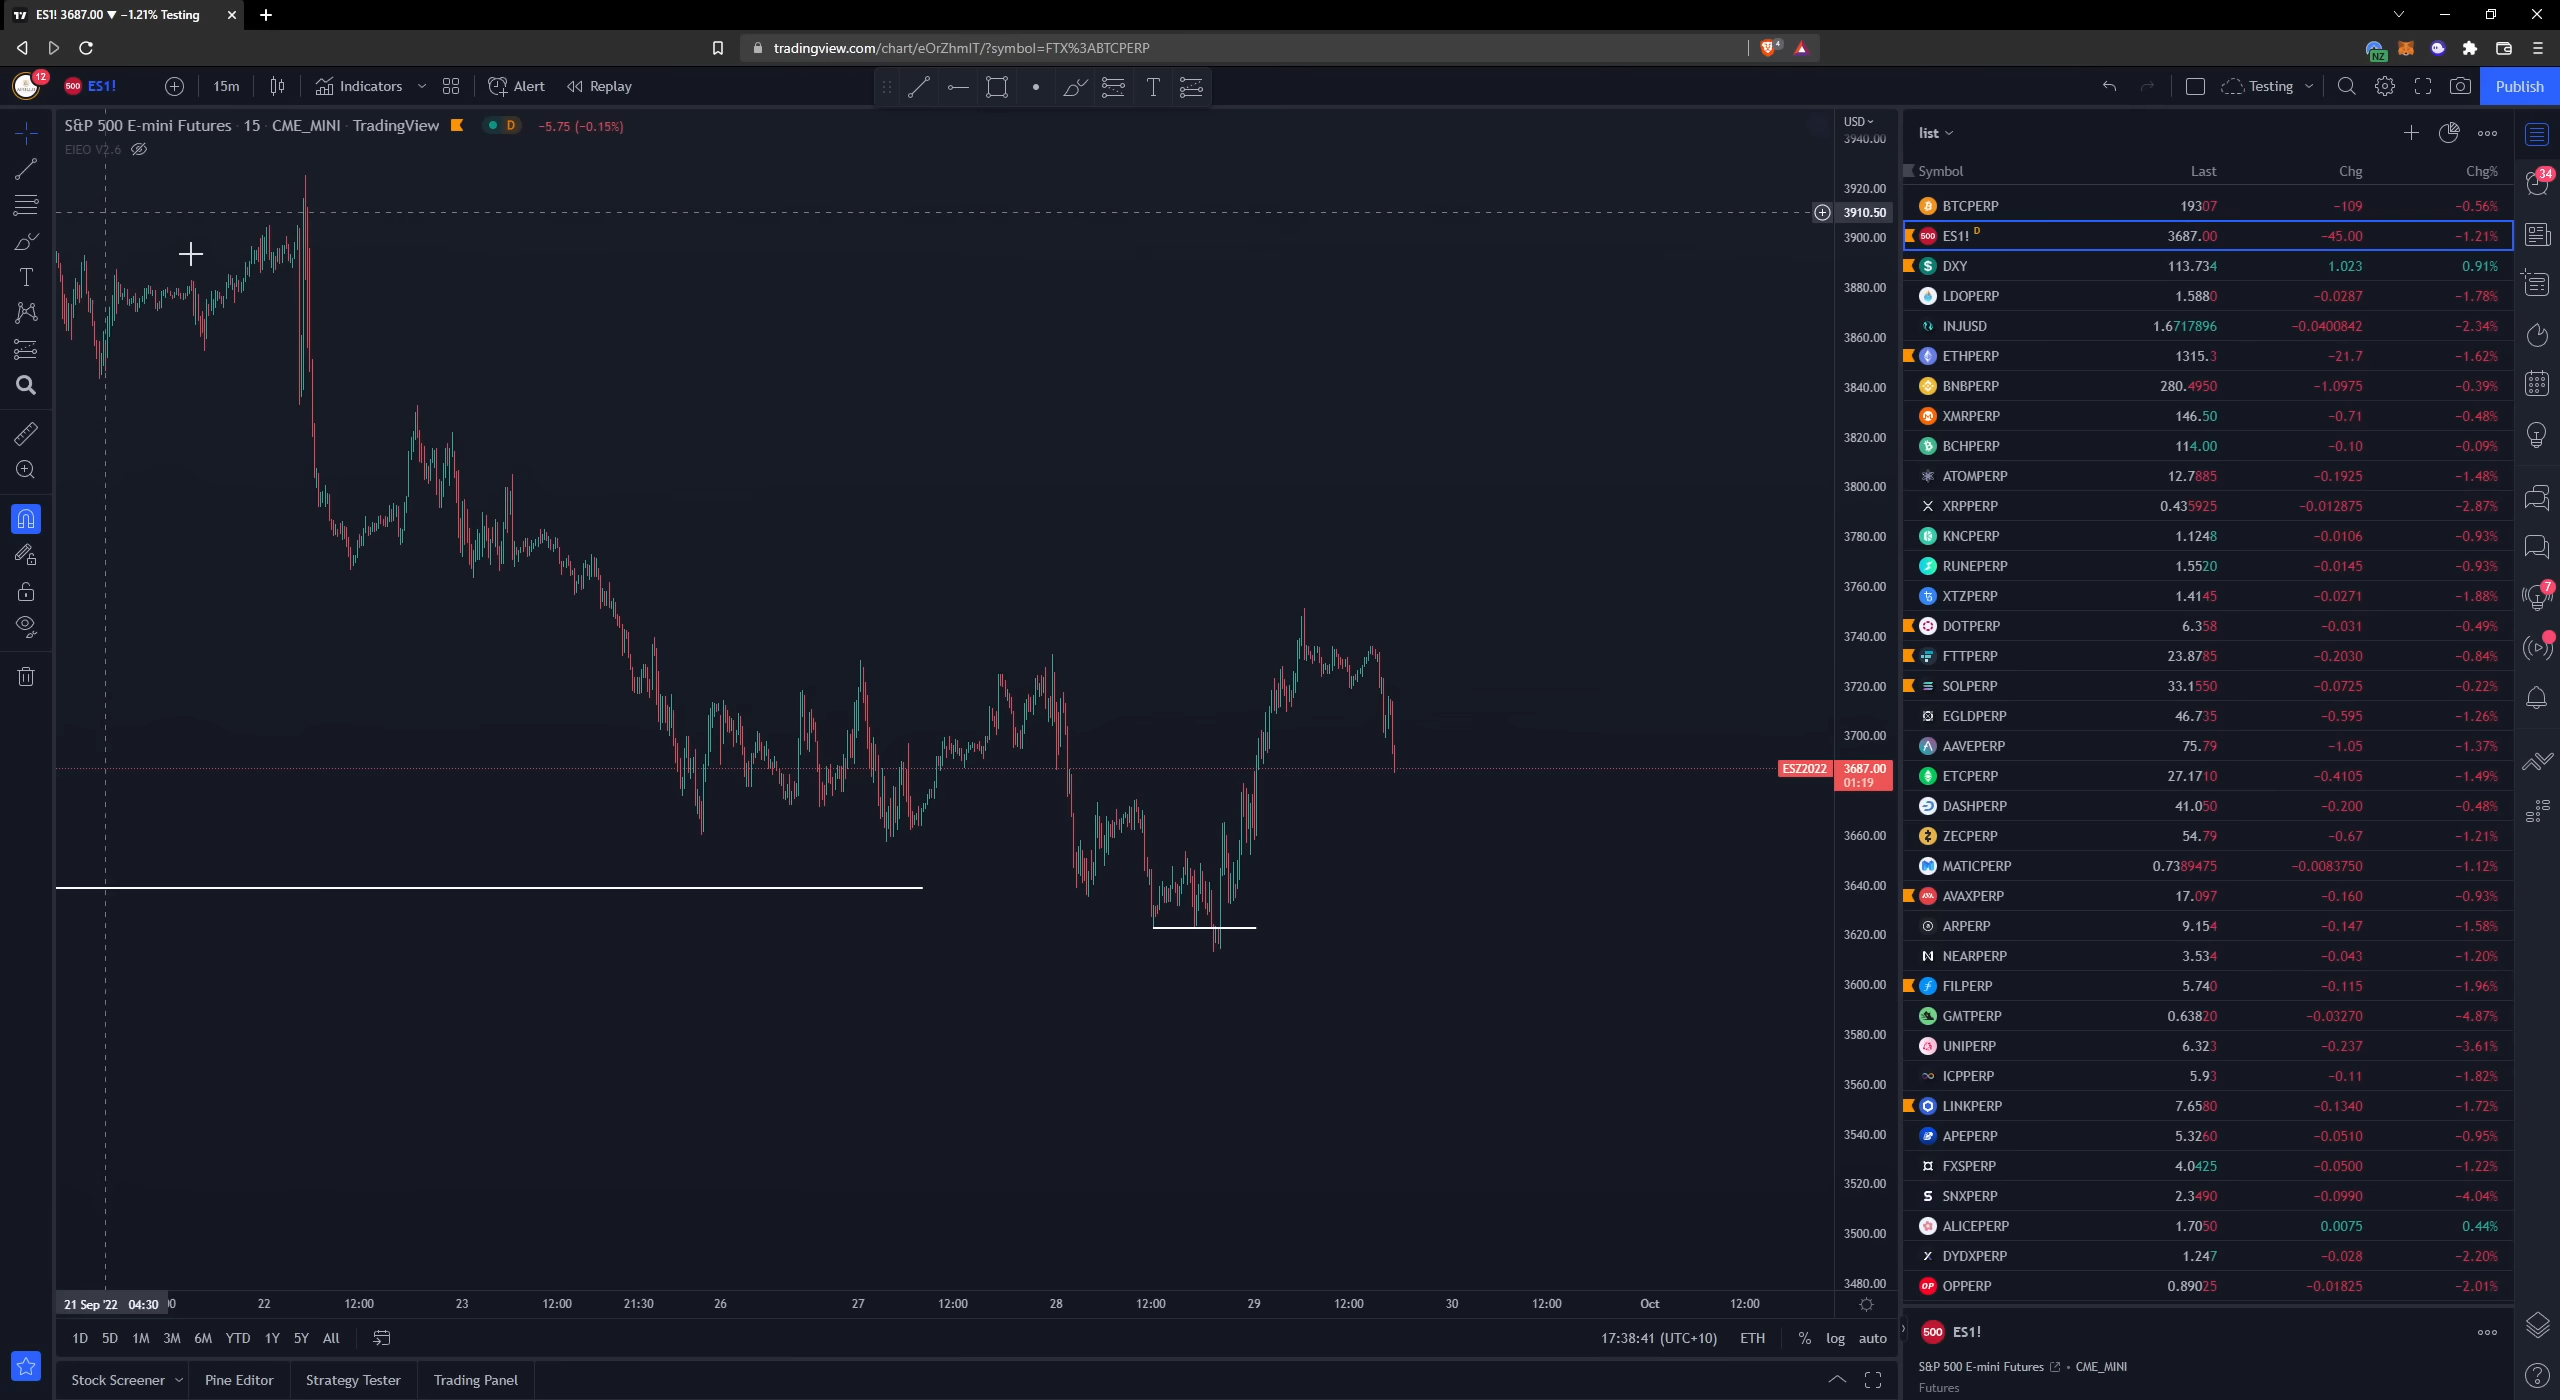 ES1! 3687.00 ▼ −1.21% Testing
tradingview.com/chart/eOrZhmIT/?symbol=FTX%3ABTCPERP
4
NZ
12
500 ES1!
15m
Indicators
Alert
Replay
T
Testing
Publish
S&P 500 E-mini Futures · 15 · CME_MINI · TradingView
D
−5.75 (−0.15%)
EIEO V2.6
USD
3940.00
3920.00
3910.50
3900.00
3880.00
3860.00
3840.00
3820.00
3800.00
3780.00
3760.00
3740.00
3720.00
3700.00
ESZ2022 3687.00
01:19
3660.00
3640.00
3620.00
3600.00
3580.00
3560.00
3540.00
3520.00
3500.00
3480.00
21 Sep '22 04:30
22 12:00 23 12:00 21:30 26 27 12:00 28 12:00 29 12:00 30 12:00 Oct 12:00
1D 5D 1M 3M 6M YTD 1Y 5Y All
17:38:41 (UTC+10) ETH % log auto
Stock Screener Pine Editor Strategy Tester Trading Panel
list
Symbol Last Chg Chg%
BTCPERP 19307 −109 −0.56%
500 ES1! D 3687.00 −45.00 −1.21%
DXY 113.734 1.023 0.91%
LDOPERP 1.5880 −0.0287 −1.78%
INJUSD 1.6717896 −0.0400842 −2.34%
ETHPERP 1315.3 −21.7 −1.62%
BNBPERP 280.4950 −1.0975 −0.39%
XMRPERP 146.50 −0.71 −0.48%
BCHPERP 114.00 −0.10 −0.09%
ATOMPERP 12.7885 −0.1925 −1.48%
XRPPERP 0.435925 −0.012875 −2.87%
KNCPERP 1.1248 −0.0106 −0.93%
RUNEPERP 1.5520 −0.0145 −0.93%
XTZPERP 1.4145 −0.0271 −1.88%
DOTPERP 6.358 −0.031 −0.49%
FTTPERP 23.8785 −0.2030 −0.84%
SOLPERP 33.1550 −0.0725 −0.22%
EGLDPERP 46.735 −0.595 −1.26%
AAVEPERP 75.79 −1.05 −1.37%
ETCPERP 27.1710 −0.4105 −1.49%
DASHPERP 41.050 −0.200 −0.48%
ZECPERP 54.79 −0.67 −1.21%
MATICPERP 0.7389475 −0.0083750 −1.12%
AVAXPERP 17.097 −0.160 −0.93%
ARPERP 9.154 −0.147 −1.58%
NEARPERP 3.534 −0.043 −1.20%
FILPERP 5.740 −0.115 −1.96%
GMTPERP 0.63820 −0.03270 −4.87%
UNIPERP 6.323 −0.237 −3.61%
ICPPERP 5.93 −0.11 −1.82%
LINKPERP 7.6580 −0.1340 −1.72%
APEPERP 5.3260 −0.0510 −0.95%
FXSPERP 4.0425 −0.0500 −1.22%
SNXPERP 2.3490 −0.0990 −4.04%
ALICEPERP 1.7050 0.0075 0.44%
DYDXPERP 1.247 −0.028 −2.20%
OP OPPERP 0.89025 −0.01825 −2.01%
500 ES1!
S&P 500 E-mini Futures • CME_MINI
Futures
34
7